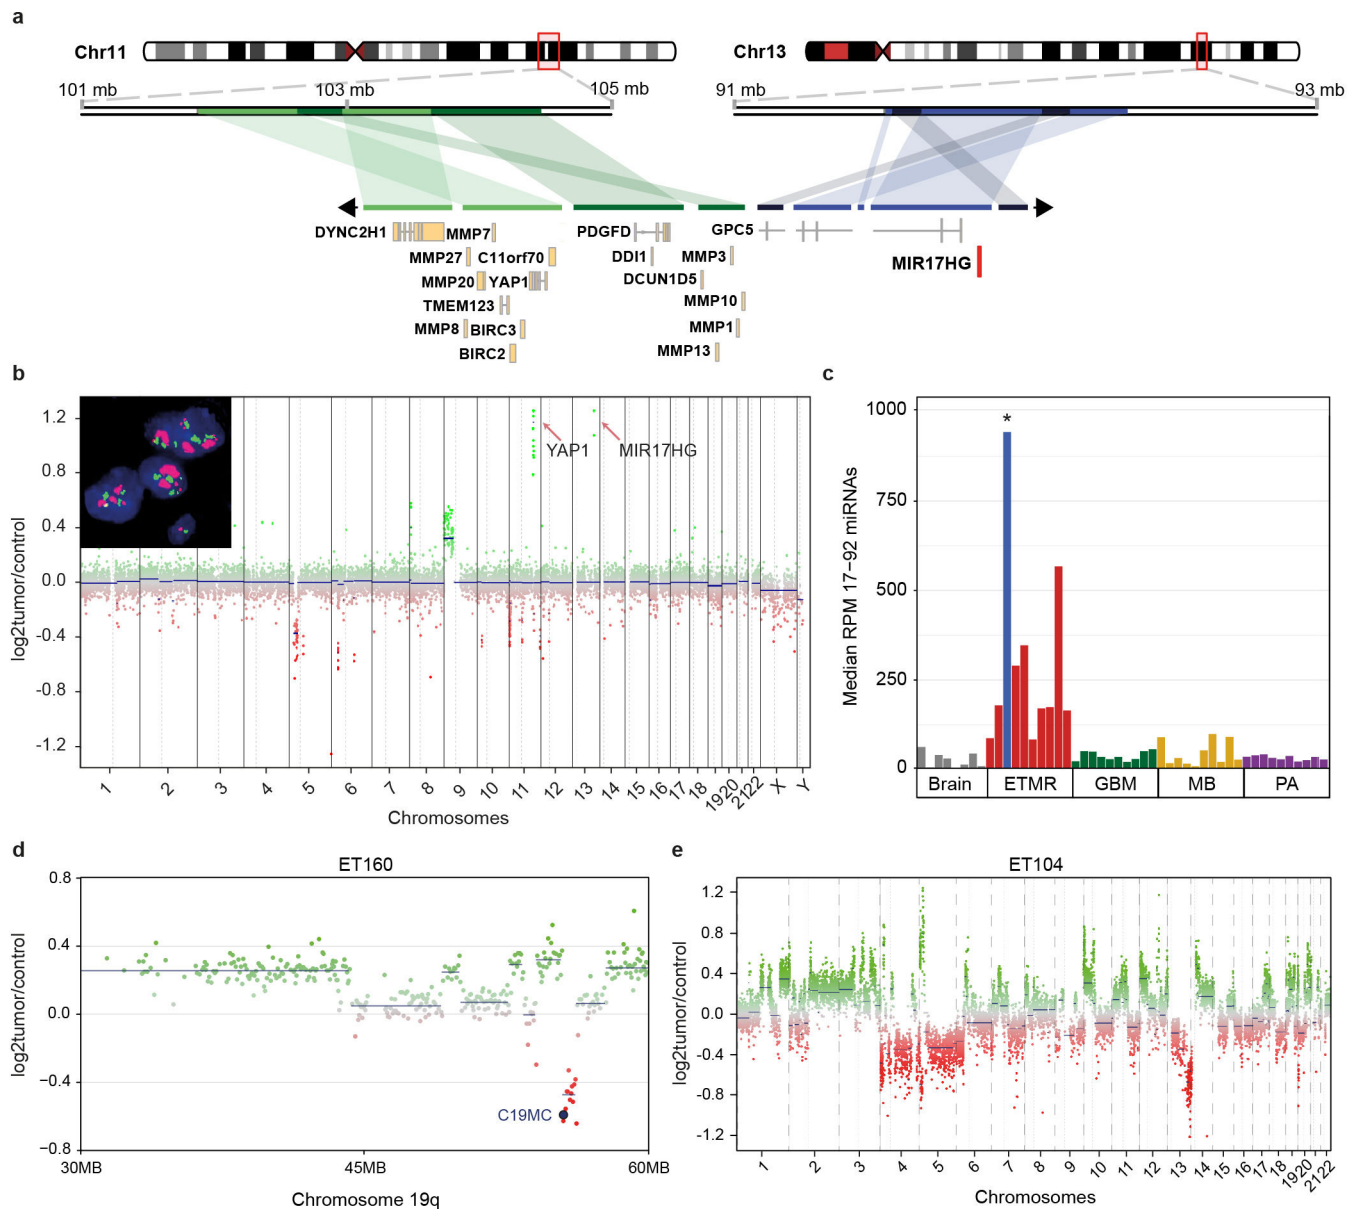 a
Chr11
Chr13
101 mb
103 mb
105 mb
91 mb
93 mb
DYNC2H1
MMP7
PDGFD
GPC5
MMP27
C11orf70
DDI1
MMP3
MIR17HG
MMP20
YAP1
DCUN1D5
TMEM123
MMP10
MMP8
BIRC3
MMP1
BIRC2
MMP13
b
log2tumor/control
1.2
0.8
0.4
0.0
-0.4
-0.8
-1.2
YAP1
MIR17HG
1 2 3 4 5 6 7 8 9 10 11 12 13 14 15 16 17 18 19 20 21 22 X Y
Chromosomes
c
Median RPM 17-92 miRNAs
1000
750
500
250
0
*
Brain ETMR GBM MB PA
d
ET160
log2tumor/control
0.8
0.4
0.0
-0.4
-0.8
C19MC
30MB 45MB 60MB
Chromosome 19q
e
ET104
log2tumor/control
1.2
0.8
0.4
0.0
-0.4
-0.8
-1.2
1 2 3 4 5 6 7 8 9 10 11 12 13 14 15 16 17 18 19 20 21 22
Chromosomes